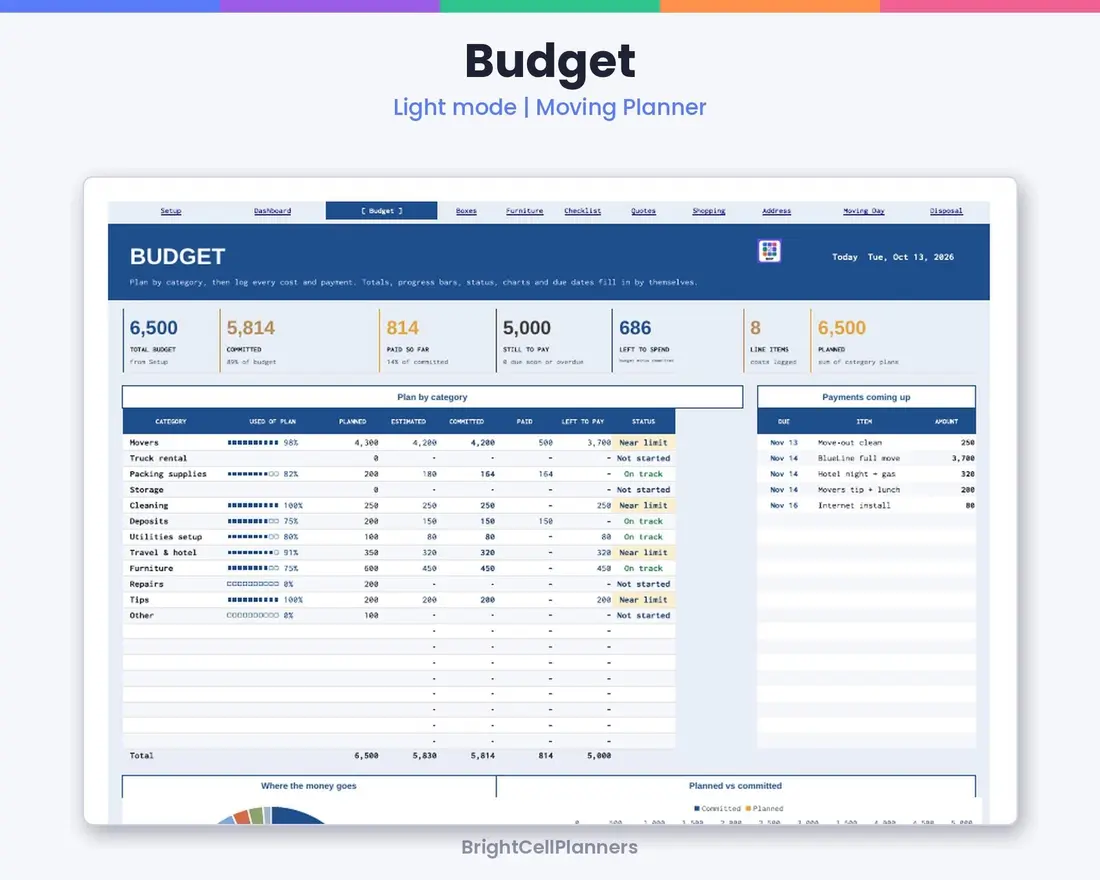 Budget
Light mode | Moving Planner
Setup Dashboard [ Budget ] Boxes Furniture Checklist Quotes Shopping Address Moving Day Disposal
BUDGET
Today Tue, Oct 13, 2026
Plan by category, then log every cost and payment. Totals, progress bars, status, charts and due dates fill in by themselves.
6,500 5,814 814 5,000 686 8 6,500
TOTAL BUDGET COMMITTED PAID SO FAR STILL TO PAY LEFT TO SPEND LINE ITEMS PLANNED
from Setup 89% of budget 14% of committed 0 due soon or overdue budget minus committed costs logged sum of category plans
Plan by category Payments coming up
CATEGORY USED OF PLAN PLANNED ESTIMATED COMMITTED PAID LEFT TO PAY STATUS DUE ITEM AMOUNT
Movers 98% 4,300 4,200 4,200 500 3,700 Near limit Nov 13 Move-out clean 250
Truck rental 0 - - - - Not started Nov 14 BlueLine full move 3,700
Packing supplies 82% 200 180 164 164 - On track Nov 14 Hotel night + gas 320
Storage 0 - - - - Not started Nov 14 Movers tip + lunch 200
Cleaning 100% 250 250 250 - 250 Near limit Nov 16 Internet install 80
Deposits 75% 200 150 150 150 - On track
Utilities setup 80% 100 80 80 - 80 On track
Travel & hotel 91% 350 320 320 - 320 Near limit
Furniture 75% 600 450 450 - 450 On track
Repairs 0% 200 - - - - Not started
Tips 100% 200 200 200 - 200 Near limit
Other 0% 100 - - - - Not started
- - - -
- - - -
- - - -
- - - -
- - - -
- - - -
- - - -
- - - -
Total 6,500 5,830 5,814 814 5,000
Where the money goes Planned vs committed
Committed Planned
BrightCellPlanners